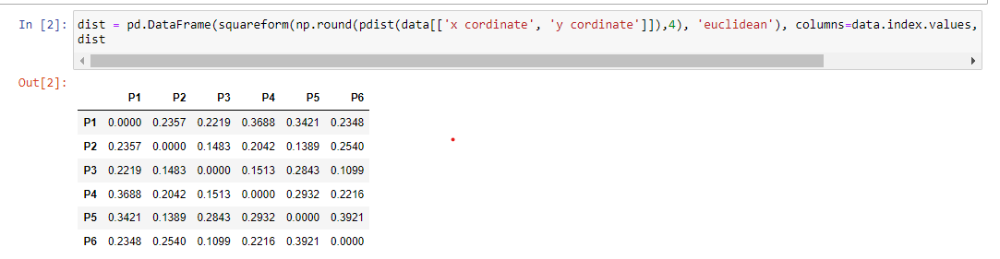 In [2]: dist = pd.DataFrame(squareform(np.round(pdist(data[['x cordinate', 'y cordinate']]),4), 'euclidean'), columns=data.index.values,
dist
Out[2]:
P1 P2 P3 P4 P5 P6
P1 0.0000 0.2357 0.2219 0.3688 0.3421 0.2348
P2 0.2357 0.0000 0.1483 0.2042 0.1389 0.2540
P3 0.2219 0.1483 0.0000 0.1513 0.2843 0.1099
P4 0.3688 0.2042 0.1513 0.0000 0.2932 0.2216
P5 0.3421 0.1389 0.2843 0.2932 0.0000 0.3921
P6 0.2348 0.2540 0.1099 0.2216 0.3921 0.0000